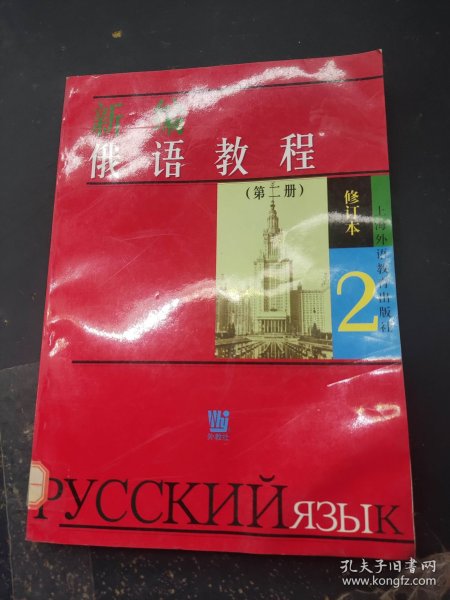 新编
俄语教程
(第二册)
修订本
2
上海外语教育出版社
外教社
РУССКИЙ ЯЗЫК
孔夫子旧书网
www.kongfz.com